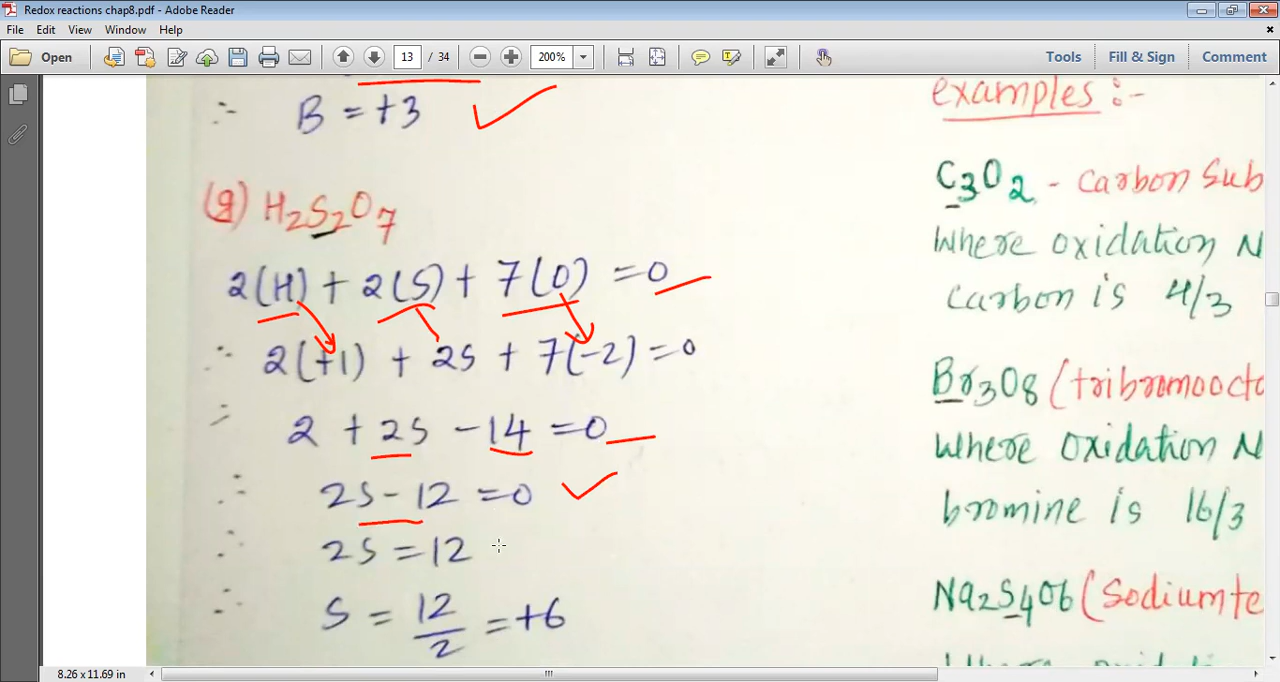 Redox reactions chap8.pdf - Adobe Reader
File Edit View Window Help
Open 13 / 34 200% Tools Fill & Sign Comment
∴ B = +3
(g) H2S2O7
2(H) + 2(S) + 7(O) = 0
∴ 2(+1) + 2S + 7(-2) = 0
= 2 + 2S - 14 = 0
∴ 2S - 12 = 0
∴ 2S = 12
∴ S = 12/2 = +6
examples :-
C3O2 - Carbon Sub
Where oxidation N
Carbon is 4/3
Br3O8 (tribromoocto
Where Oxidation N
bromine is 16/3
Na2S4O6 (Sodiumte
8.26 x 11.69 in